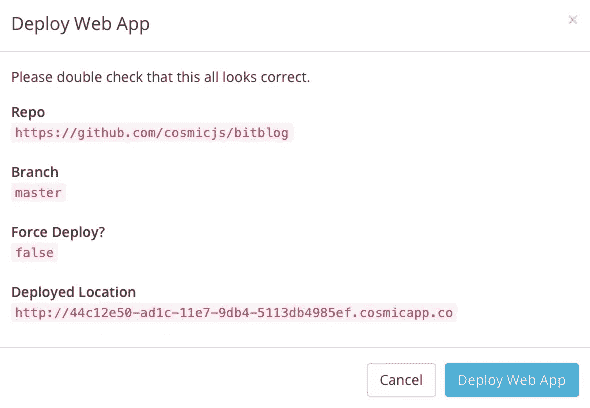 Deploy Web App
×
Please double check that this all looks correct.
Repo
https://github.com/cosmicjs/bitblog
Branch
master
Force Deploy?
false
Deployed Location
http://44c12e50-ad1c-11e7-9db4-5113db4985ef.cosmicapp.co
Cancel Deploy Web App